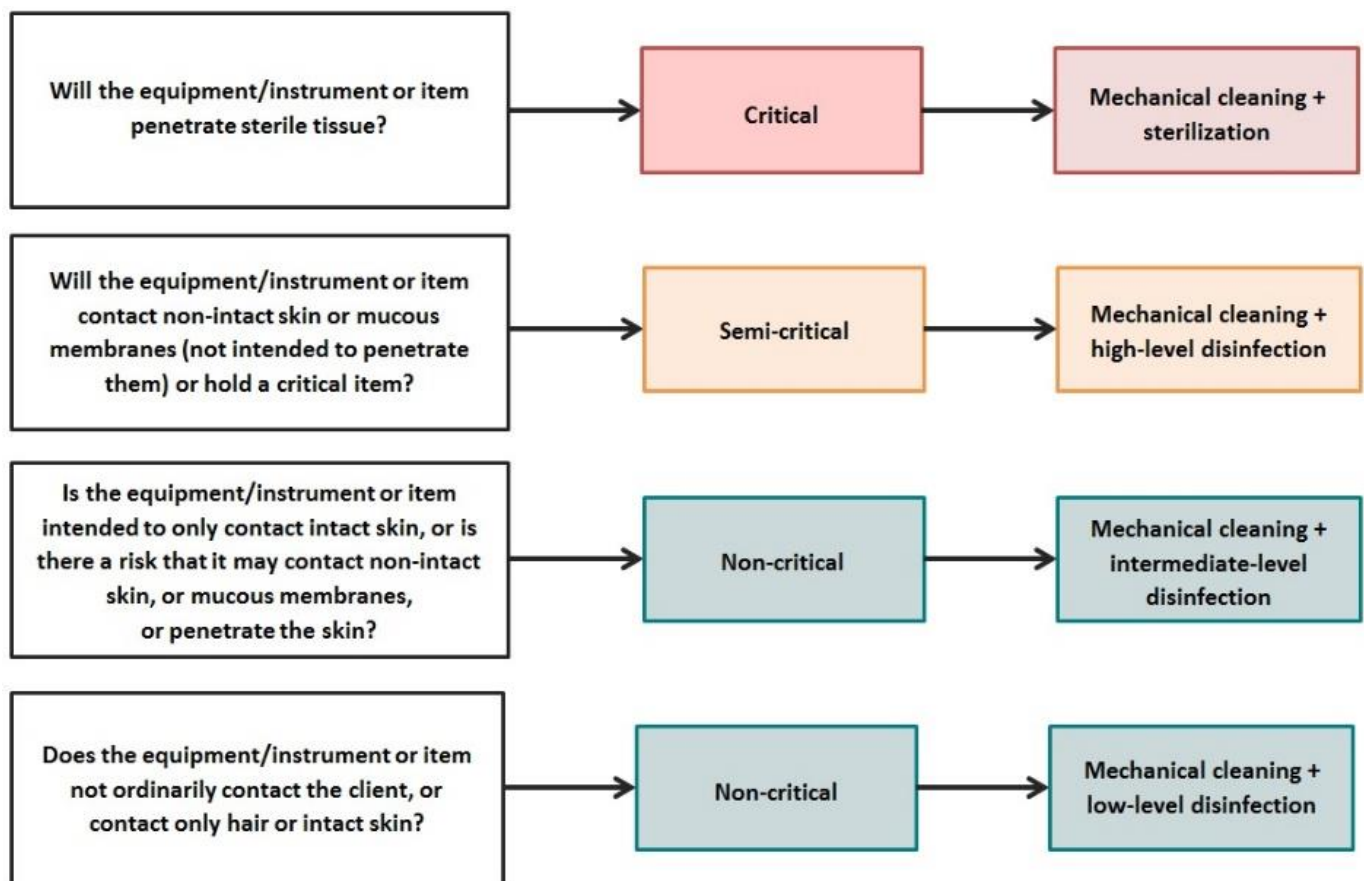 Will the equipment/instrument or item
penetrate sterile tissue?
Critical
Mechanical cleaning +
sterilization
Will the equipment/instrument or item
contact non-intact skin or mucous
membranes (not intended to penetrate
them) or hold a critical item?
Semi-critical
Mechanical cleaning +
high-level disinfection
Is the equipment/instrument or item
intended to only contact intact skin, or is
there a risk that it may contact non-intact
skin, or mucous membranes,
or penetrate the skin?
Non-critical
Mechanical cleaning +
intermediate-level
disinfection
Does the equipment/instrument or item
not ordinarily contact the client, or
contact only hair or intact skin?
Non-critical
Mechanical cleaning +
low-level disinfection